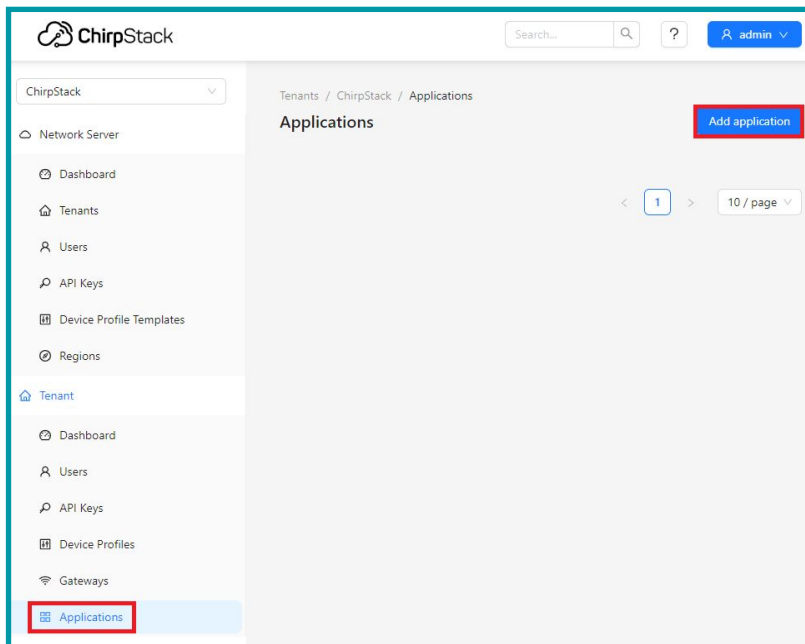 ChirpStack
Search...
?
admin
ChirpStack
Network Server
Dashboard
Tenants
Users
API Keys
Device Profile Templates
Regions
Tenant
Dashboard
Users
API Keys
Device Profiles
Gateways
Applications
Tenants / ChirpStack / Applications
Applications
Add application
< 1 >
10 / page